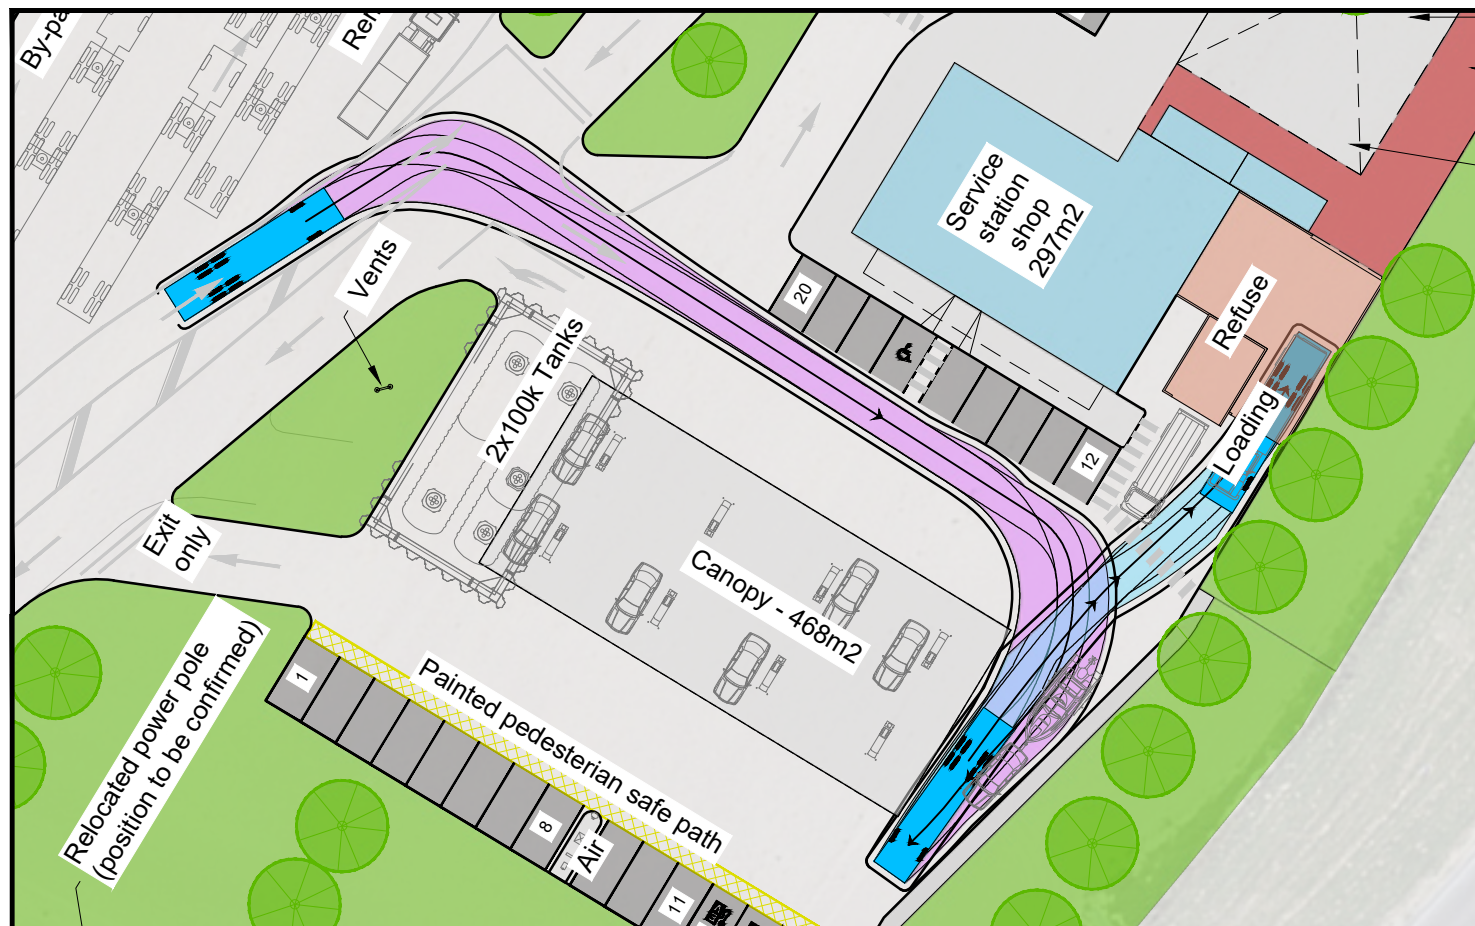 By-pa
Rem
Vents
2x100k Tanks
Service
station
shop
297m2
20
12
Refuse
Loading
Exit
only
Canopy - 468m2
Relocated power pole
(position to be confirmed)
1
Painted pedesterian safe path
8
Air
11